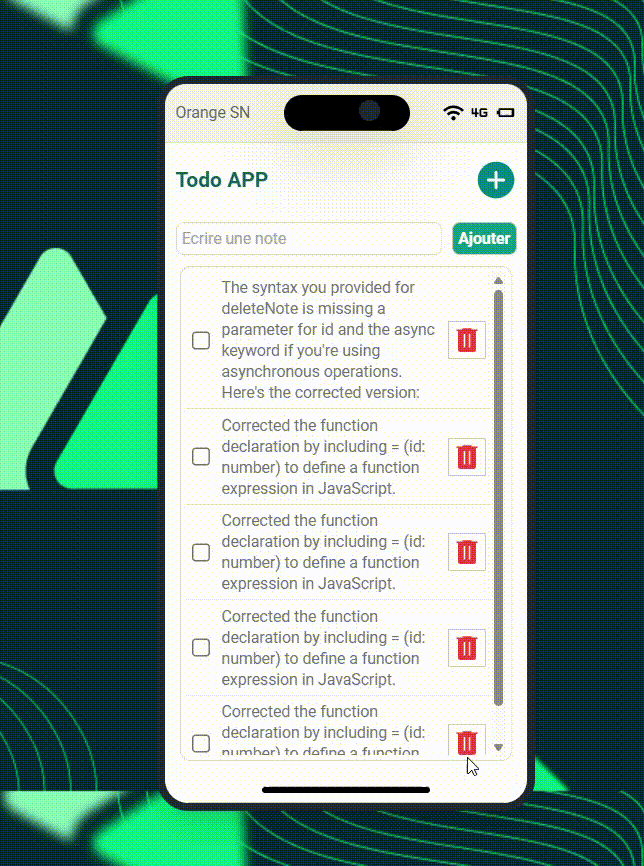 Orange SN
4G
Todo APP
Ecrire une note
Ajouter
The syntax you provided for
deleteNote is missing a
parameter for id and the async
keyword if you're using
asynchronous operations.
Here's the corrected version:
Corrected the function
declaration by including = (id:
number) to define a function
expression in JavaScript.
Corrected the function
declaration by including = (id:
number) to define a function
expression in JavaScript.
Corrected the function
declaration by including = (id:
number) to define a function
expression in JavaScript.
Corrected the function
declaration by including = (id:
number) to define a function